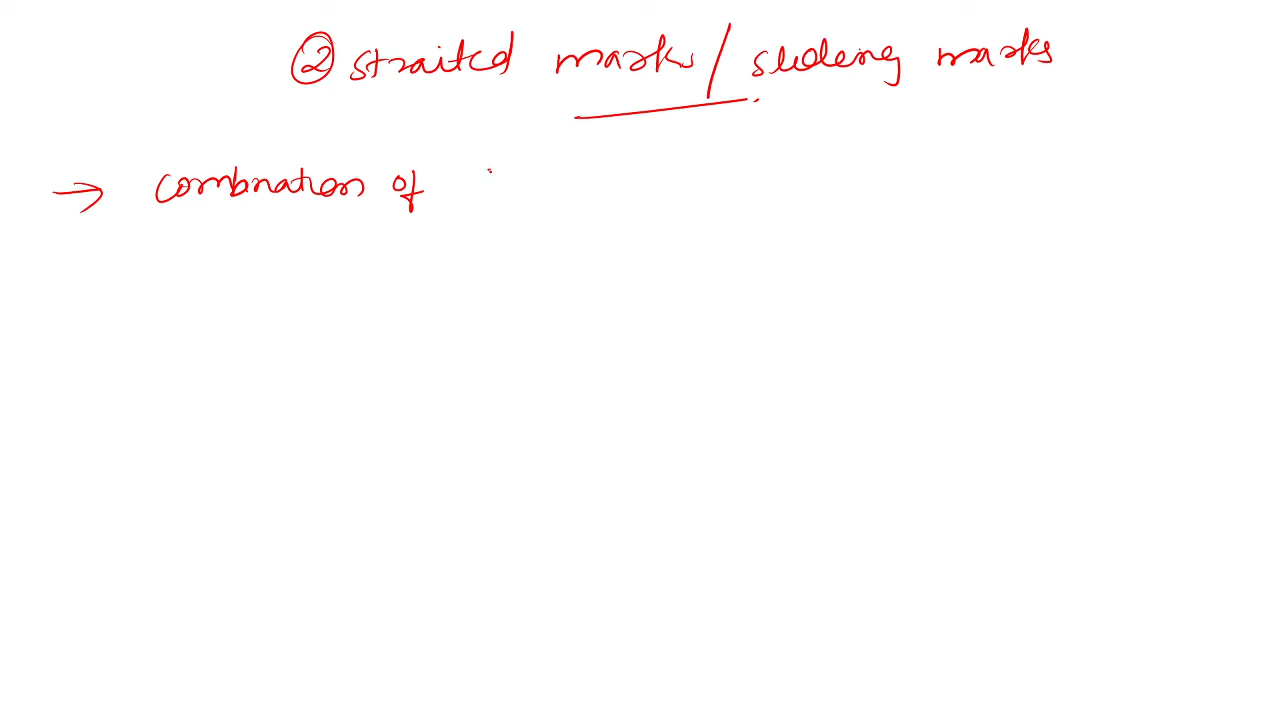 ② straited marks / sliding marks
→ combination of